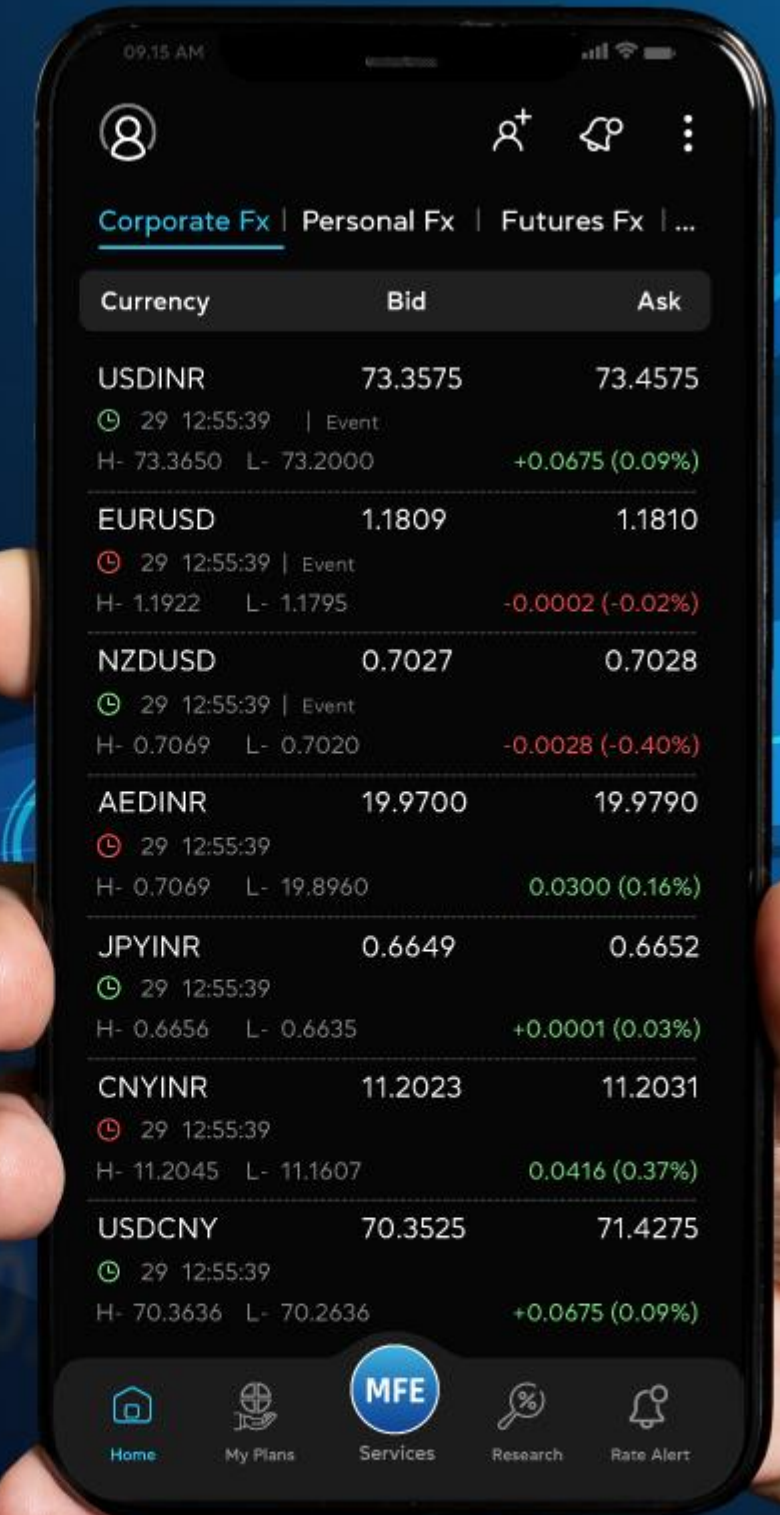 09.15 AM
Corporate Fx | Personal Fx | Futures Fx | ...
Currency Bid Ask
USDINR 73.3575 73.4575
29 12:55:39 | Event
H- 73.3650 L- 73.2000 +0.0675 (0.09%)
EURUSD 1.1809 1.1810
29 12:55:39 | Event
H- 1.1922 L- 1.1795 -0.0002 (-0.02%)
NZDUSD 0.7027 0.7028
29 12:55:39 | Event
H- 0.7069 L- 0.7020 -0.0028 (-0.40%)
AEDINR 19.9700 19.9790
29 12:55:39
H- 0.7069 L- 19.8960 0.0300 (0.16%)
JPYINR 0.6649 0.6652
29 12:55:39
H- 0.6656 L- 0.6635 +0.0001 (0.03%)
CNYINR 11.2023 11.2031
29 12:55:39
H- 11.2045 L- 11.1607 0.0416 (0.37%)
USDCNY 70.3525 71.4275
29 12:55:39
H- 70.3636 L- 70.2636 +0.0675 (0.09%)
MFE
Home My Plans Services Research Rate Alert